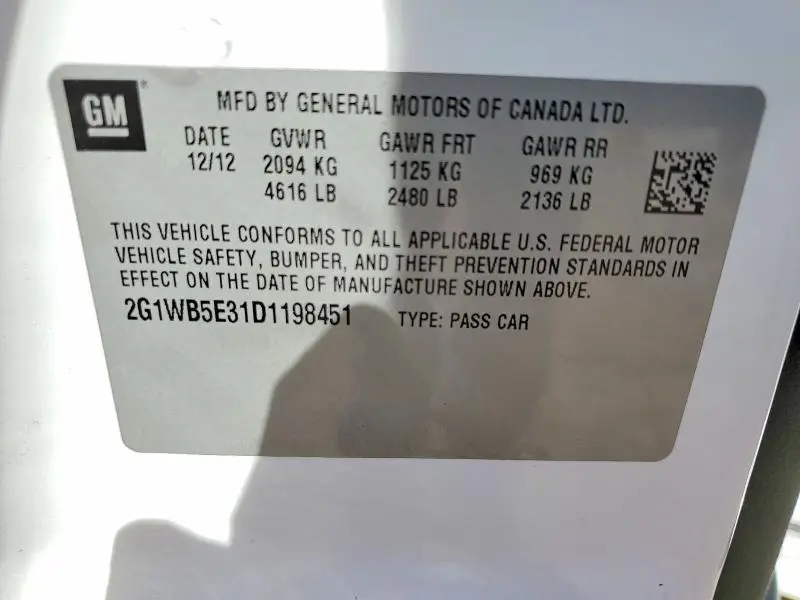 GM
MFD BY GENERAL MOTORS OF CANADA LTD.
DATE GVWR GAWR FRT GAWR RR
12/12 2094 KG 1125 KG 969 KG
4616 LB 2480 LB 2136 LB
THIS VEHICLE CONFORMS TO ALL APPLICABLE U.S. FEDERAL MOTOR
VEHICLE SAFETY, BUMPER, AND THEFT PREVENTION STANDARDS IN
EFFECT ON THE DATE OF MANUFACTURE SHOWN ABOVE.
2G1WB5E31D1198451 TYPE: PASS CAR